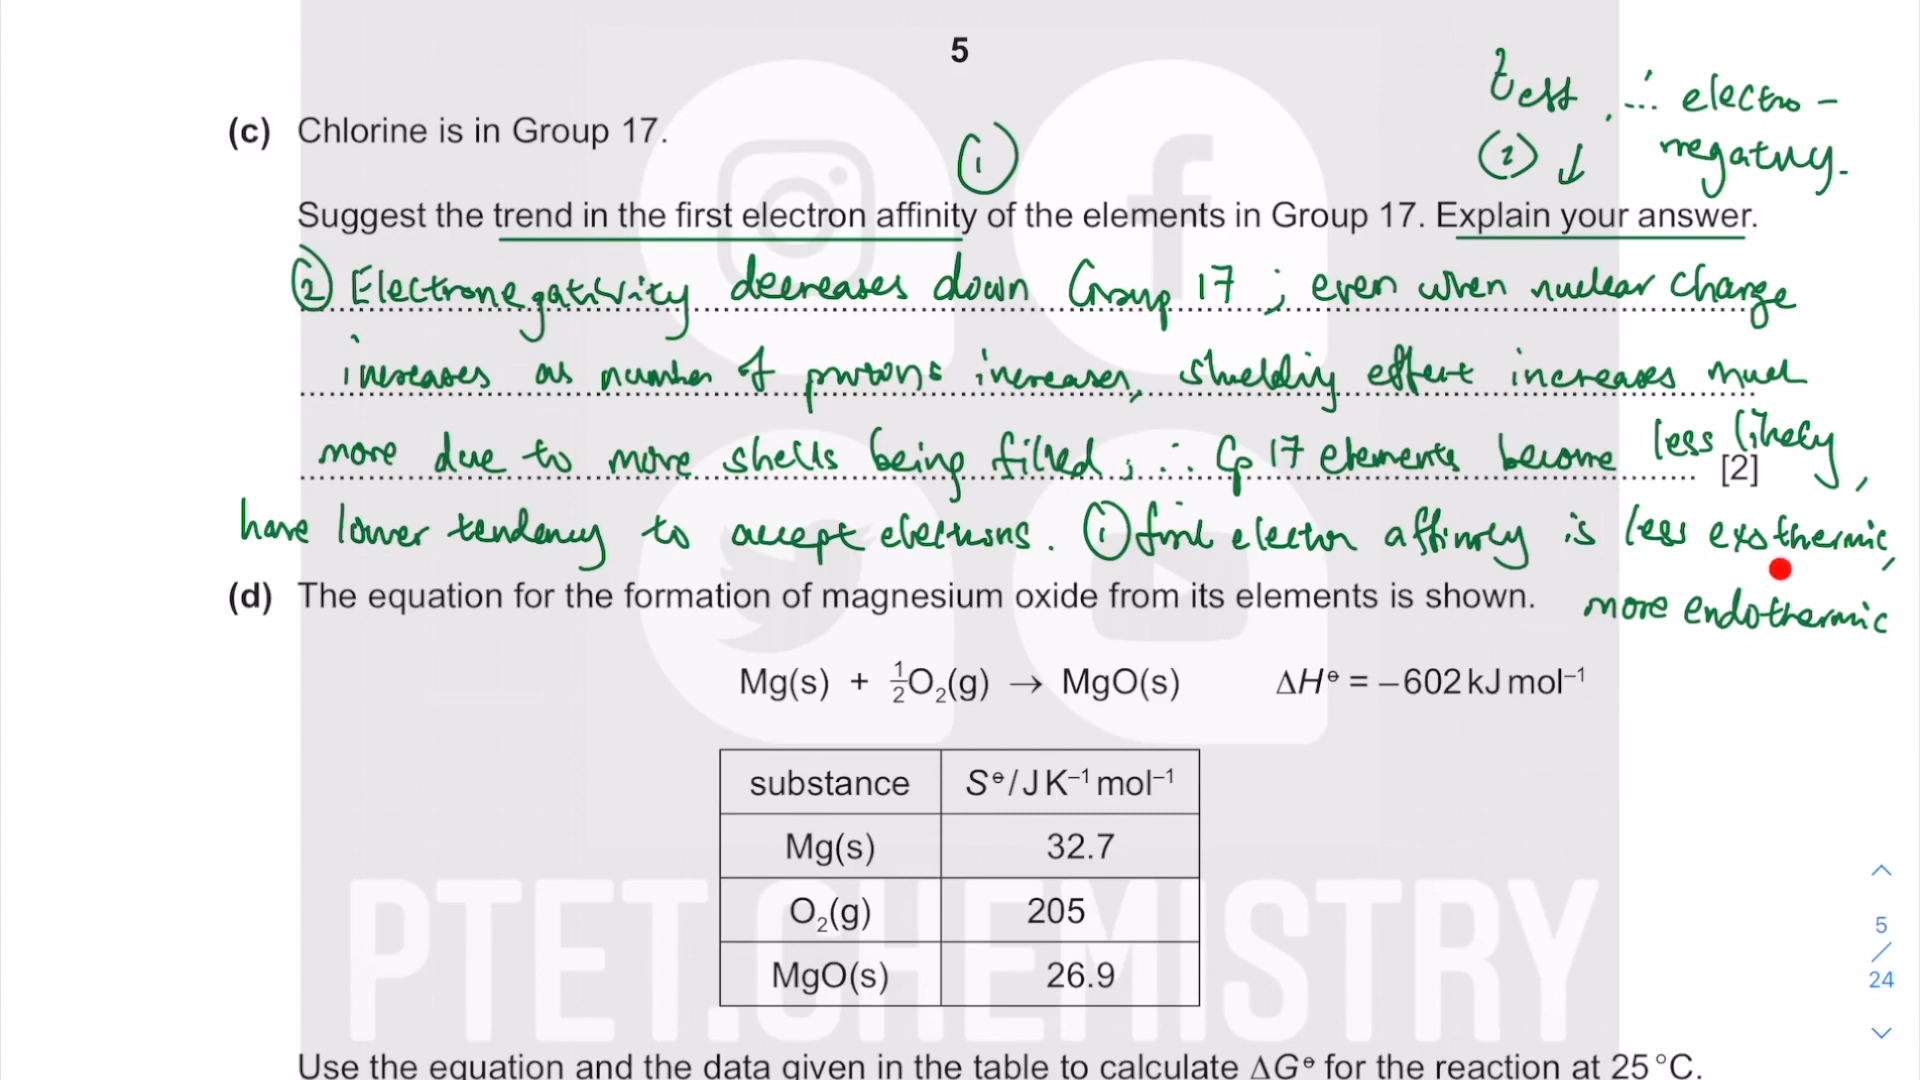 5
Zeff, ∴ electro-
(c) Chlorine is in Group 17.
① ② ↓ negativity.
Suggest the trend in the first electron affinity of the elements in Group 17. Explain your answer.
② Electronegativity decreases down Group 17 ; even when nuclear charge
increases as number of protons increases, shielding effect increases much
more due to more shells being filled ; ∴ Gp 17 elements become less likely,
[2]
have lower tendency to accept electrons. ① first electron affinity is less exothermic,
(d) The equation for the formation of magnesium oxide from its elements is shown.
more endothermic
Mg(s) + ½O₂(g) → MgO(s) ΔH⦵ = –602 kJ mol⁻¹
substance S⦵ / J K⁻¹ mol⁻¹
Mg(s) 32.7
O₂(g) 205
MgO(s) 26.9
PTET.CHEMISTRY
5
/
24
Use the equation and the data given in the table to calculate ΔG⦵ for the reaction at 25 °C.